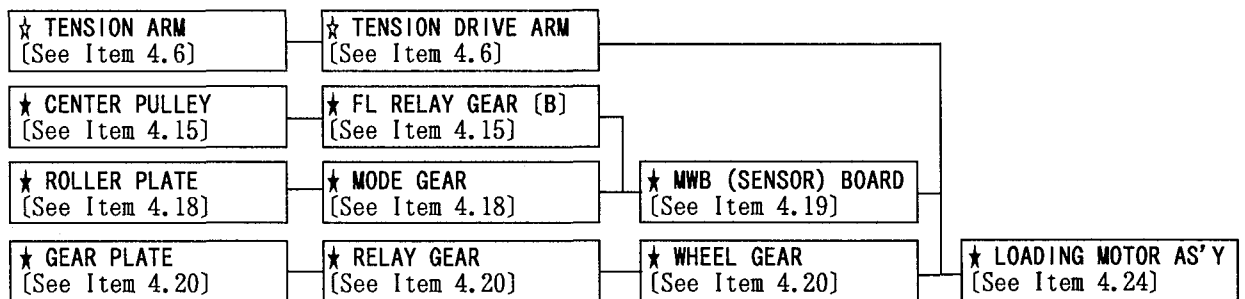 ☆ TENSION ARM
[See Item 4.6]
☆ TENSION DRIVE ARM
[See Item 4.6]
★ CENTER PULLEY
[See Item 4.15]
★ FL RELAY GEAR [B]
[See Item 4.15]
★ ROLLER PLATE
[See Item 4.18]
★ MODE GEAR
[See Item 4.18]
★ MWB (SENSOR) BOARD
[See Item 4.19]
★ GEAR PLATE
[See Item 4.20]
★ RELAY GEAR
[See Item 4.20]
★ WHEEL GEAR
[See Item 4.20]
★ LOADING MOTOR AS'Y
[See Item 4.24]